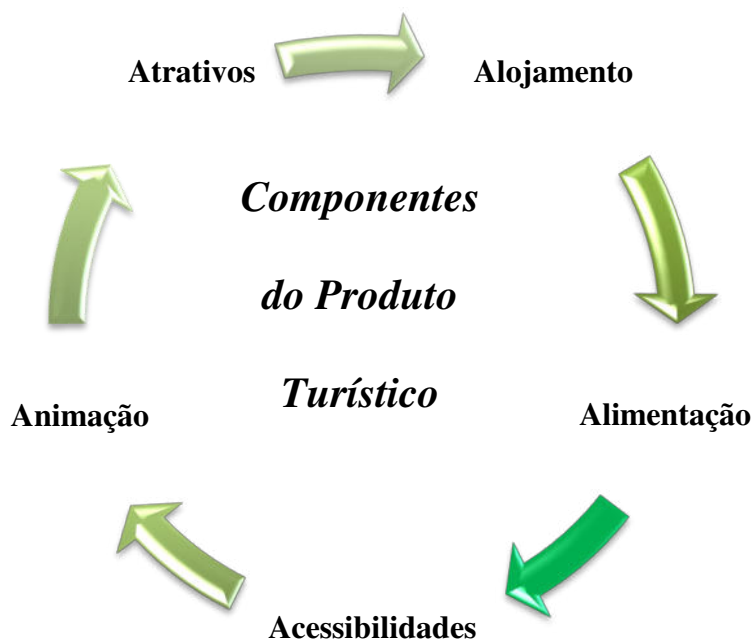 Atrativos
Alojamento
Componentes
do Produto
Turístico
Animação
Alimentação
Acessibilidades